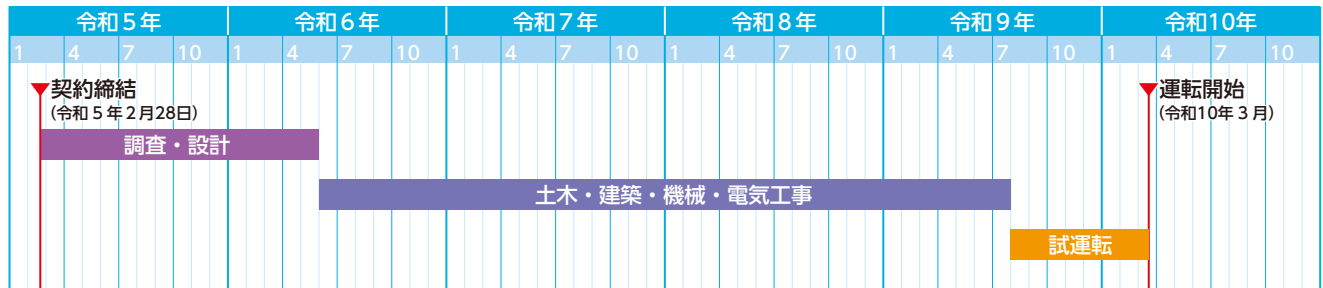 令和5年 令和6年 令和7年 令和8年 令和9年 令和10年
1 4 7 10 1 4 7 10 1 4 7 10 1 4 7 10 1 4 7 10 1 4 7 10
契約締結 運転開始
(令和5年2月28日) (令和10年3月)
調査・設計
土木・建築・機械・電気工事
試運転